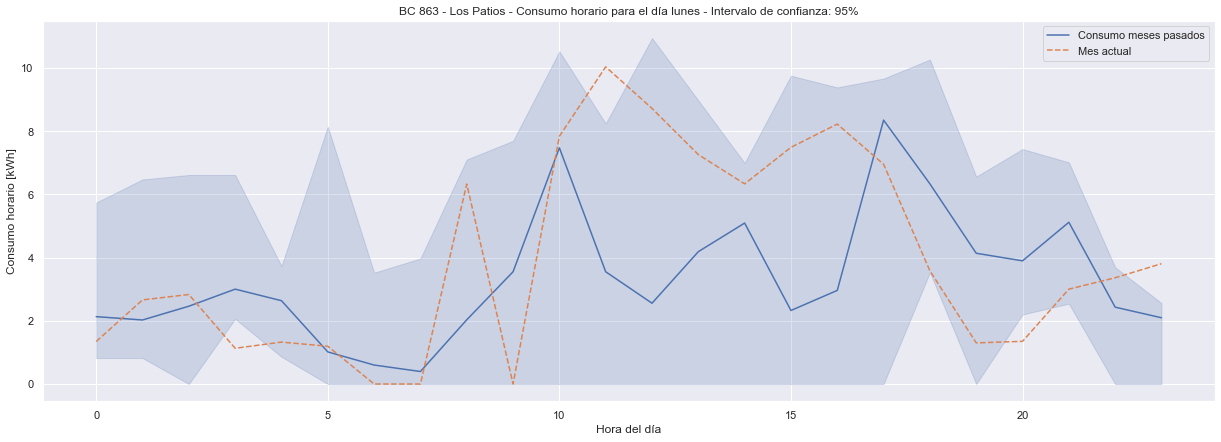 BC 863 - Los Patios - Consumo horario para el día lunes - Intervalo de confianza: 95%
Consumo meses pasados
Mes actual
Consumo horario [kWh]
10
8
6
4
2
0
0
5
10
15
20
Hora del día